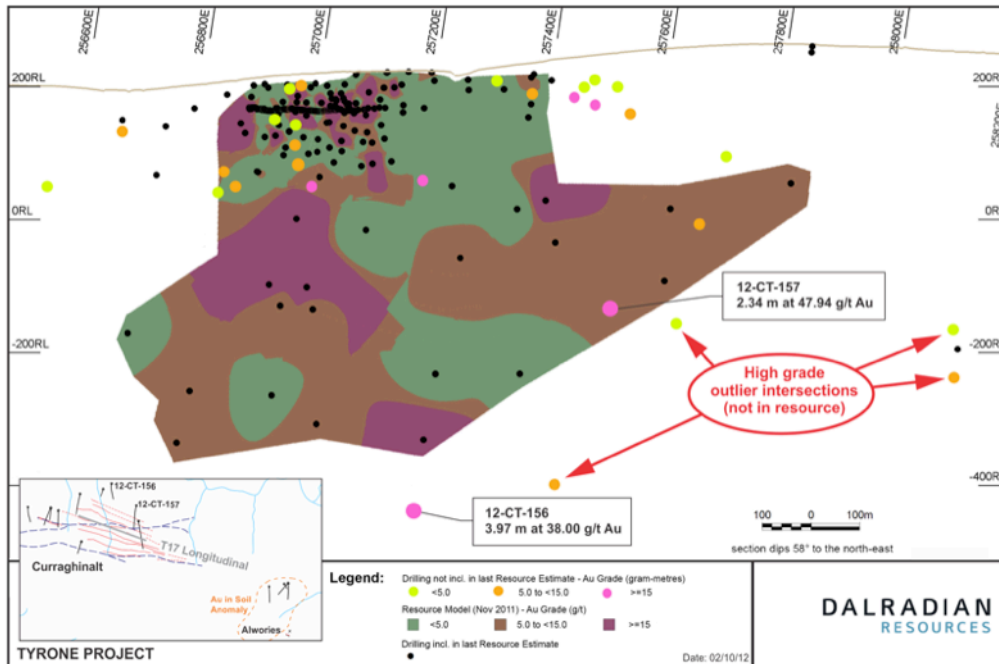 256600E
256800E
257000E
257200E
257400E
257600E
257800E
258000E
200RL
200RL
258200E
0RL
0RL
12-CT-157
2.34 m at 47.94 g/t Au
-200RL
-200RL
High grade
outlier intersections
(not in resource)
-400RL
-400RL
12-CT-156
3.97 m at 38.00 g/t Au
100 0 100m
section dips 58° to the north-east
12-CT-156
12-CT-157
T17 Longitudinal
Curraghinalt
Au in Soil
Anomaly
Alwories
TYRONE PROJECT
Legend:
Drilling not incl. in last Resource Estimate - Au Grade (gram-metres)
<5.0 5.0 to <15.0 >=15
Resource Model (Nov 2011) - Au Grade (g/t)
<5.0 5.0 to <15.0 >=15
Drilling incl. in last Resource Estimate
Date: 02/10/12
DALRADIAN
RESOURCES